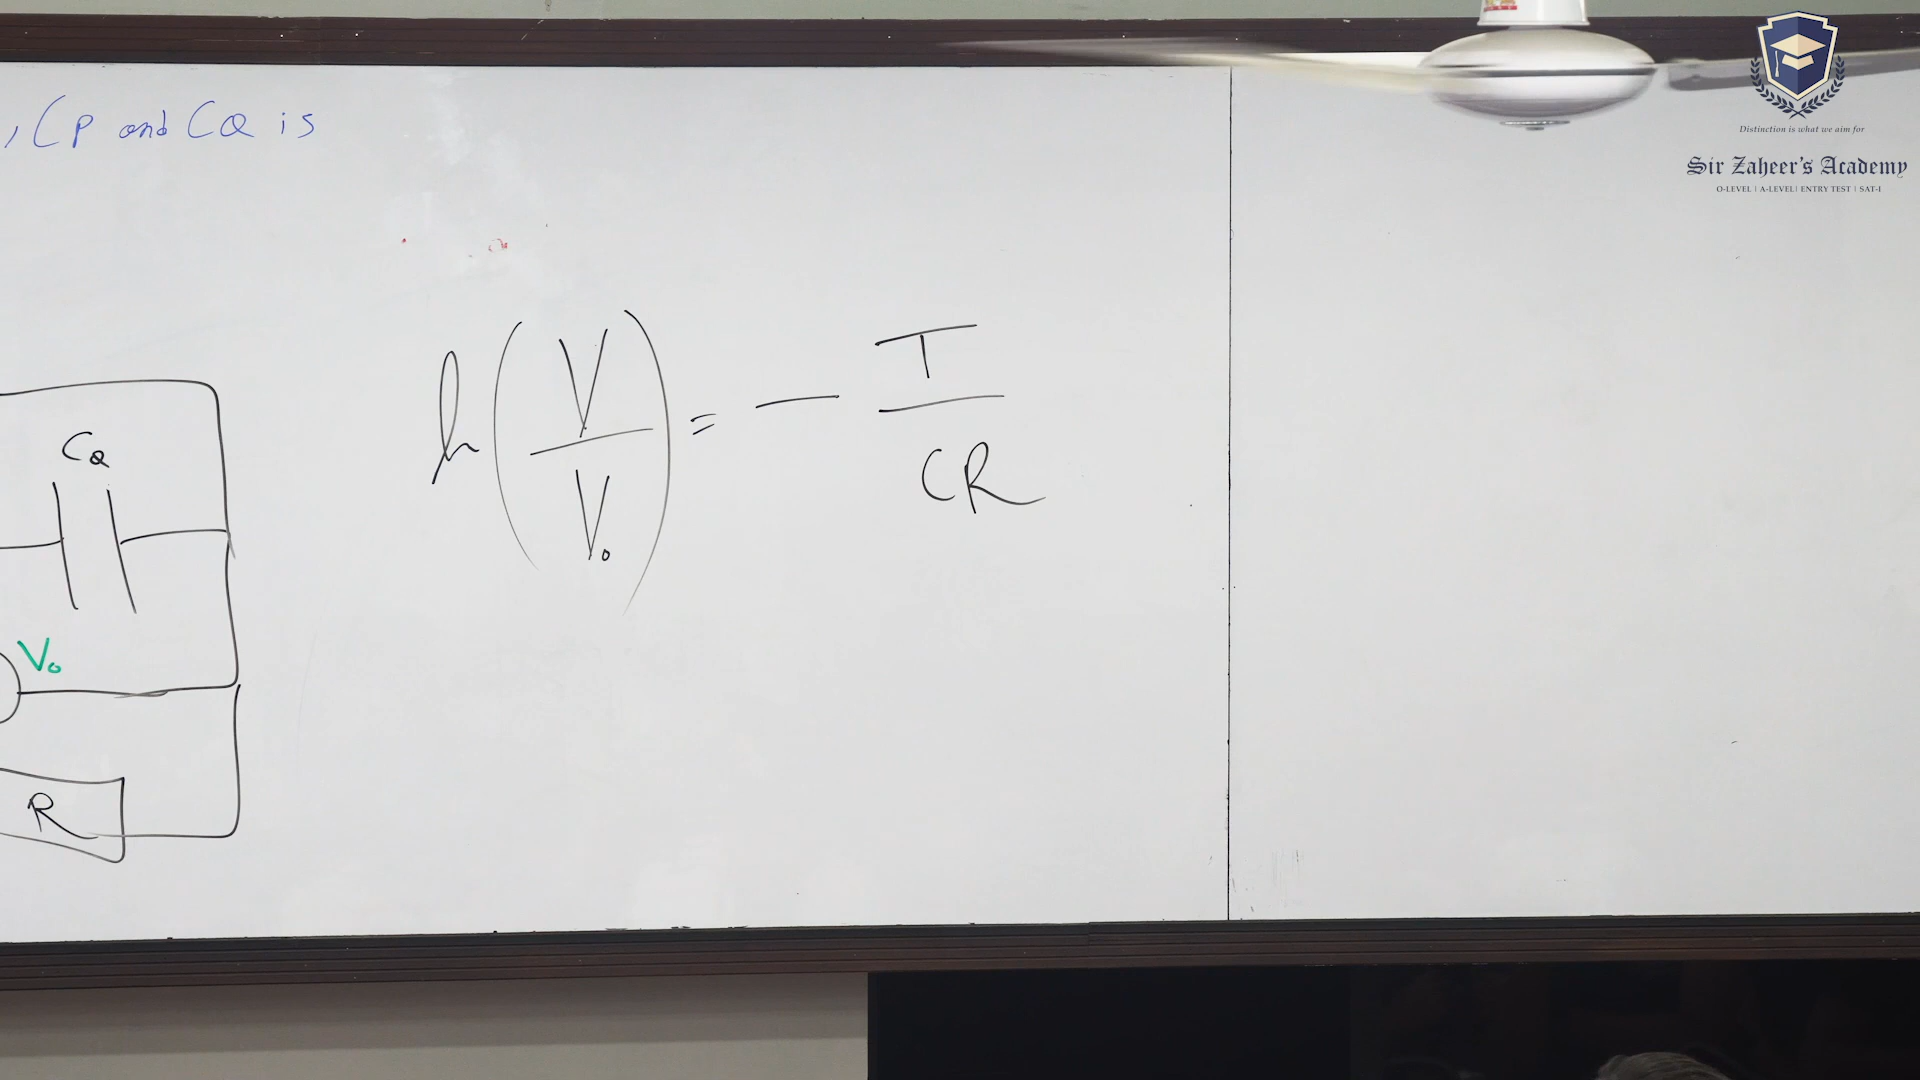 , CP and CQ is
ln(V/V₀) = - T/CR
CQ
V₀
R
Distinction is what we aim for
Sir Zaheer's Academy
O-LEVEL | A-LEVEL | ENTRY TEST | SAT-I